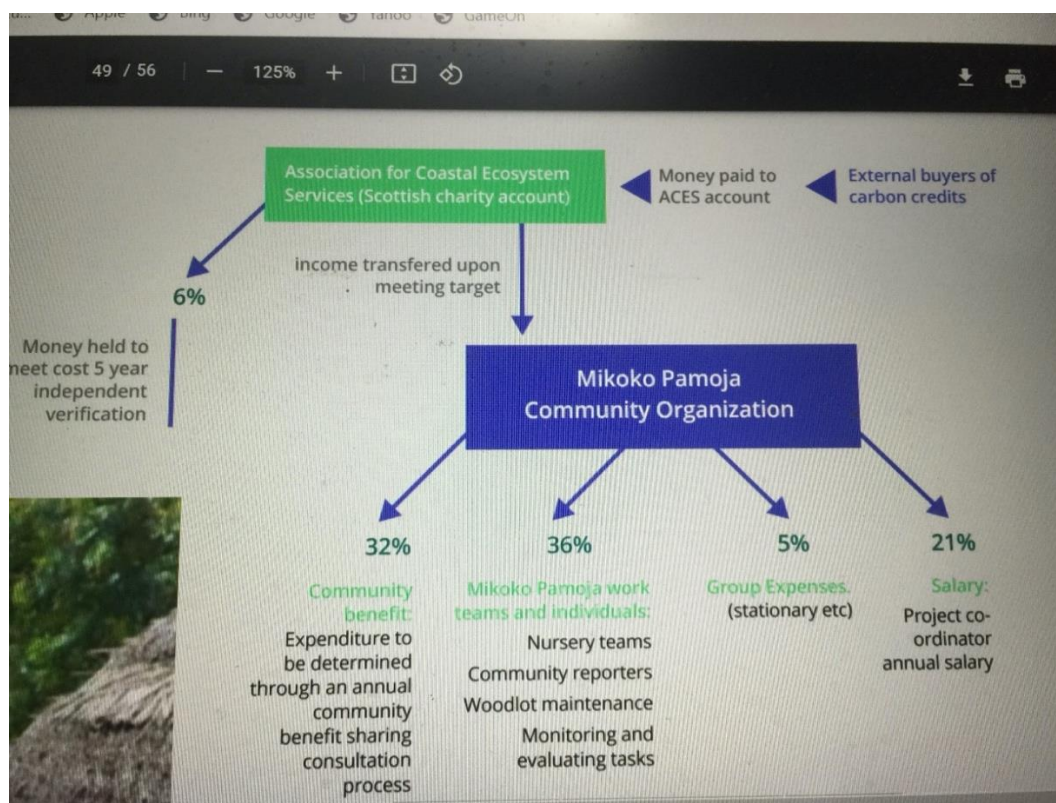 Apple
Bing
Google
Yahoo
GameOn
49 / 56
125%
Association for Coastal Ecosystem
Services (Scottish charity account)
Money paid to
ACES account
External buyers of
carbon credits
income transfered upon
meeting target
6%
Money held to
meet cost 5 year
independent
verification
Mikoko Pamoja
Community Organization
32%
Community
benefit:
Expenditure to
be determined
through an annual
community
benefit sharing
consultation
process
36%
Mikoko Pamoja work
teams and individuals:
Nursery teams
Community reporters
Woodlot maintenance
Monitoring and
evaluating tasks
5%
Group Expenses.
(stationary etc)
21%
Salary:
Project co-
ordinator
annual salary